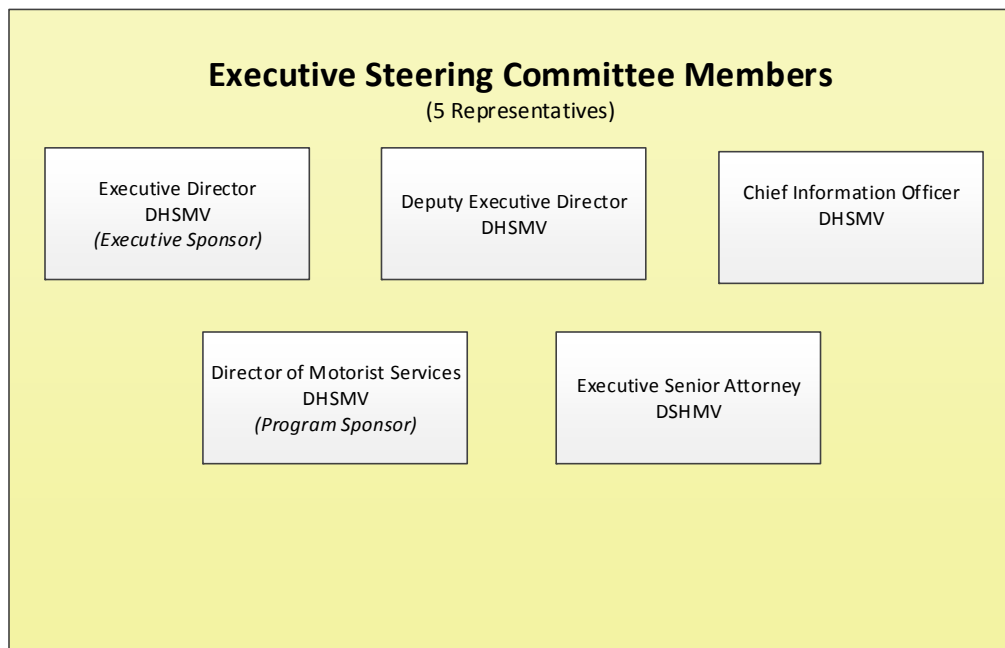 Executive Steering Committee Members
(5 Representatives)
Executive Director
DHSMV
(Executive Sponsor)
Deputy Executive Director
DHSMV
Chief Information Officer
DHSMV
Director of Motorist Services
DHSMV
(Program Sponsor)
Executive Senior Attorney
DSHMV